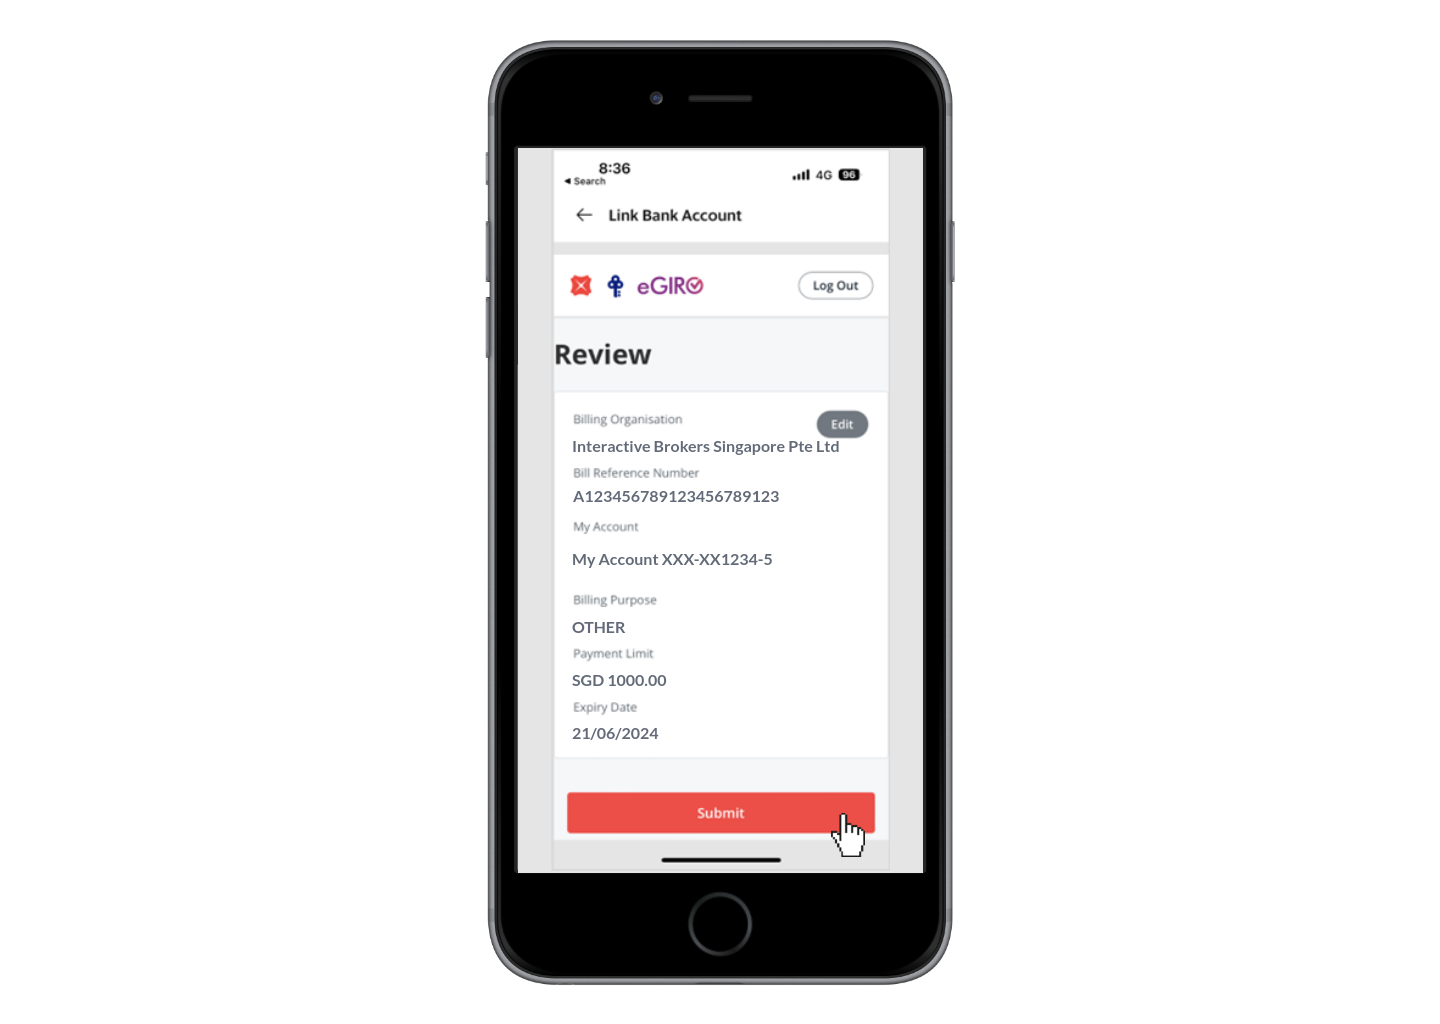 8:36
◀ Search
4G 96
← Link Bank Account
eGIRO
Log Out
Review
Billing Organisation
Edit
Interactive Brokers Singapore Pte Ltd
Bill Reference Number
A123456789123456789123
My Account
My Account XXX-XX1234-5
Billing Purpose
OTHER
Payment Limit
SGD 1000.00
Expiry Date
21/06/2024
Submit